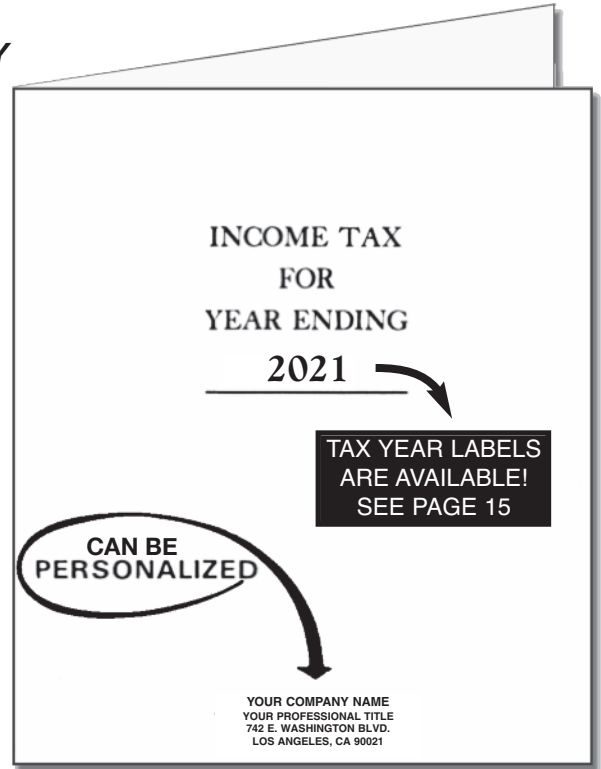 Y
INCOME TAX
FOR
YEAR ENDING
2021
TAX YEAR LABELS
ARE AVAILABLE!
SEE PAGE 15
CAN BE
PERSONALIZED
YOUR COMPANY NAME
YOUR PROFESSIONAL TITLE
742 E. WASHINGTON BLVD.
LOS ANGELES, CA 90021